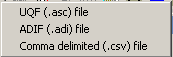 UQF (.asc) file
ADIF (.adi) file
Comma delimited (.csv) file